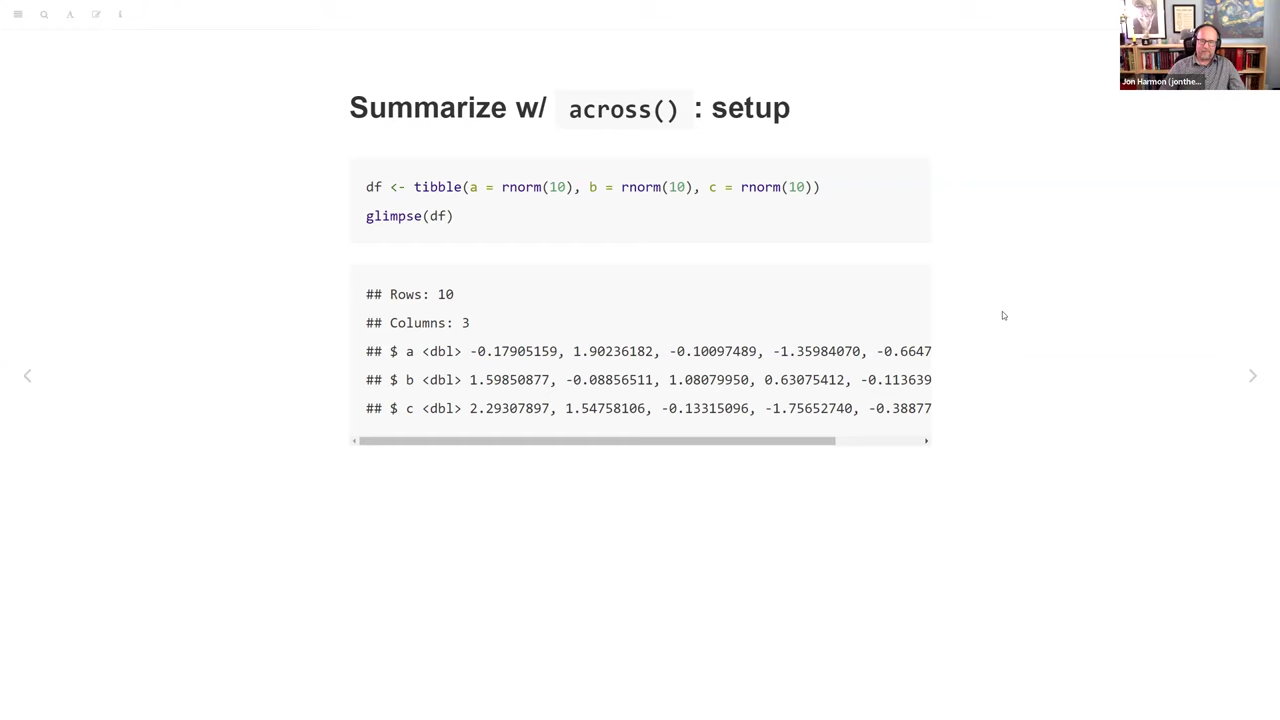 Jon Harmon (jonthe...
Summarize w/ across() : setup
df <- tibble(a = rnorm(10), b = rnorm(10), c = rnorm(10))
glimpse(df)
## Rows: 10
## Columns: 3
## $ a <dbl> -0.17905159, 1.90236182, -0.10097489, -1.35984070, -0.6647
## $ b <dbl> 1.59850877, -0.08856511, 1.08079950, 0.63075412, -0.113639
## $ c <dbl> 2.29307897, 1.54758106, -0.13315096, -1.75652740, -0.38877